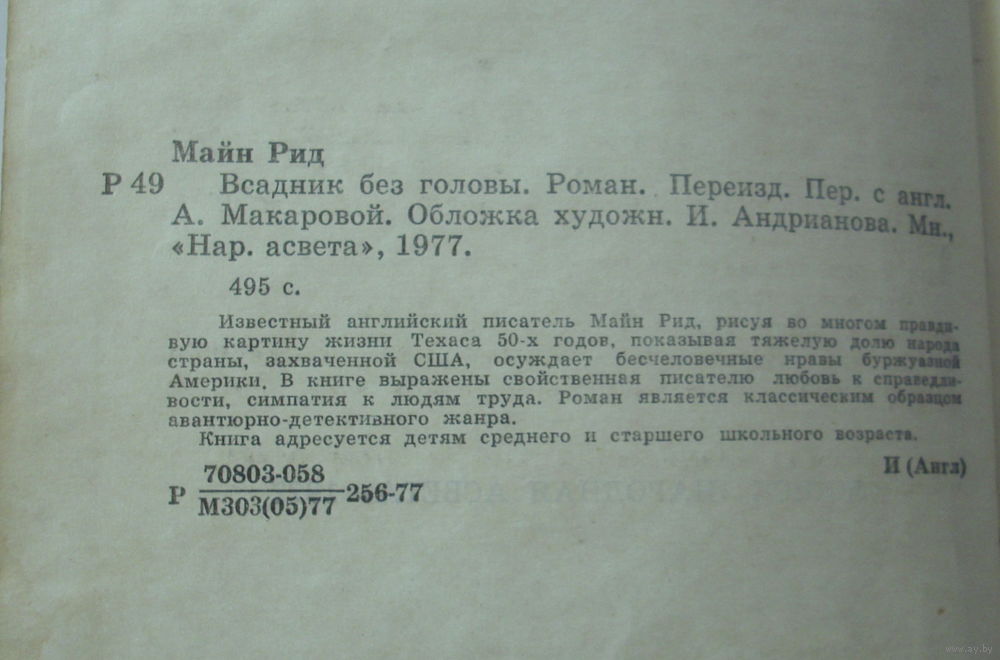 Майн Рид
Р 49 Всадник без головы. Роман. Переизд. Пер. с англ.
А. Макаровой. Обложка художн. И. Андрианова. Мн.,
«Нар. асвета», 1977.
495 с.
Известный английский писатель Майн Рид, рисуя во многом правди-
вую картину жизни Техаса 50-х годов, показывая тяжелую долю народа
страны, захваченной США, осуждает бесчеловечные нравы буржуазной
Америки. В книге выражены свойственная писателю любовь к справедли-
вости, симпатия к людям труда. Роман является классическим образцом
авантюрно-детективного жанра.
Книга адресуется детям среднего и старшего школьного возраста.
И (Англ)
70803-058
Р 256-77
М303(05)77
www.ay.by